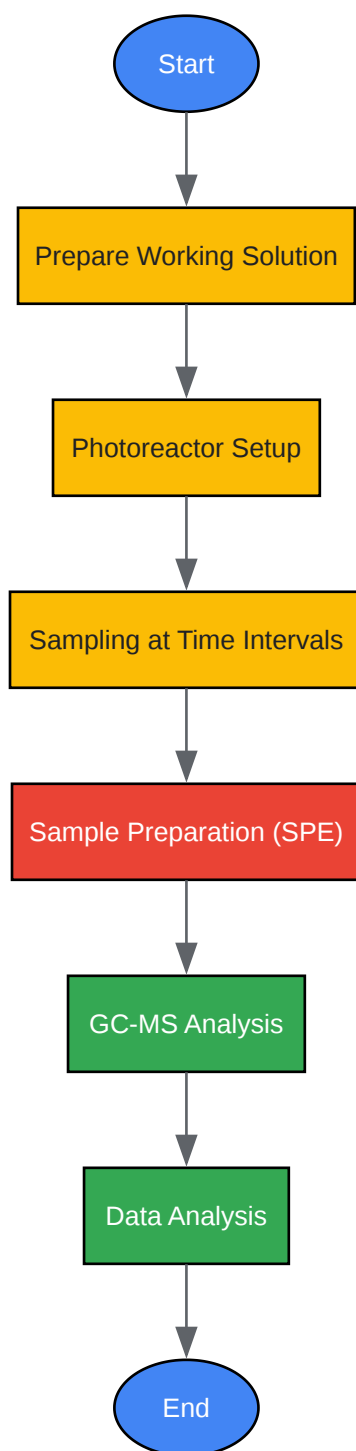 Start
Prepare Working Solution
Photoreactor Setup
Sampling at Time Intervals
Sample Preparation (SPE)
GC-MS Analysis
Data Analysis
End